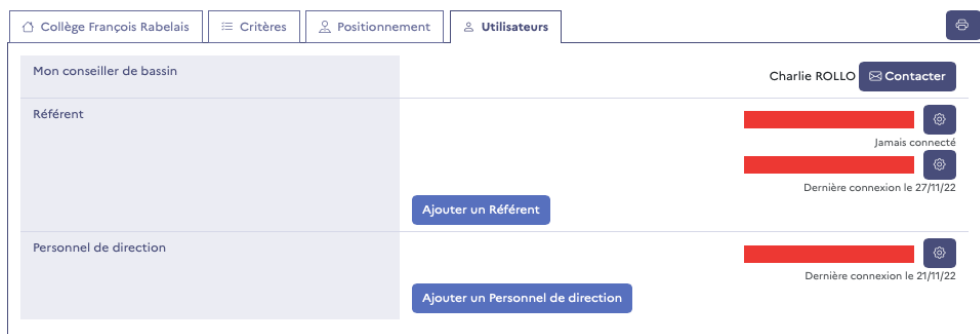 Collège François Rabelais
Critères
Positionnement
Utilisateurs
Mon conseiller de bassin
Charlie ROLLO
Contacter
Référent
Jamais connecté
Dernière connexion le 27/11/22
Ajouter un Référent
Personnel de direction
Dernière connexion le 21/11/22
Ajouter un Personnel de direction